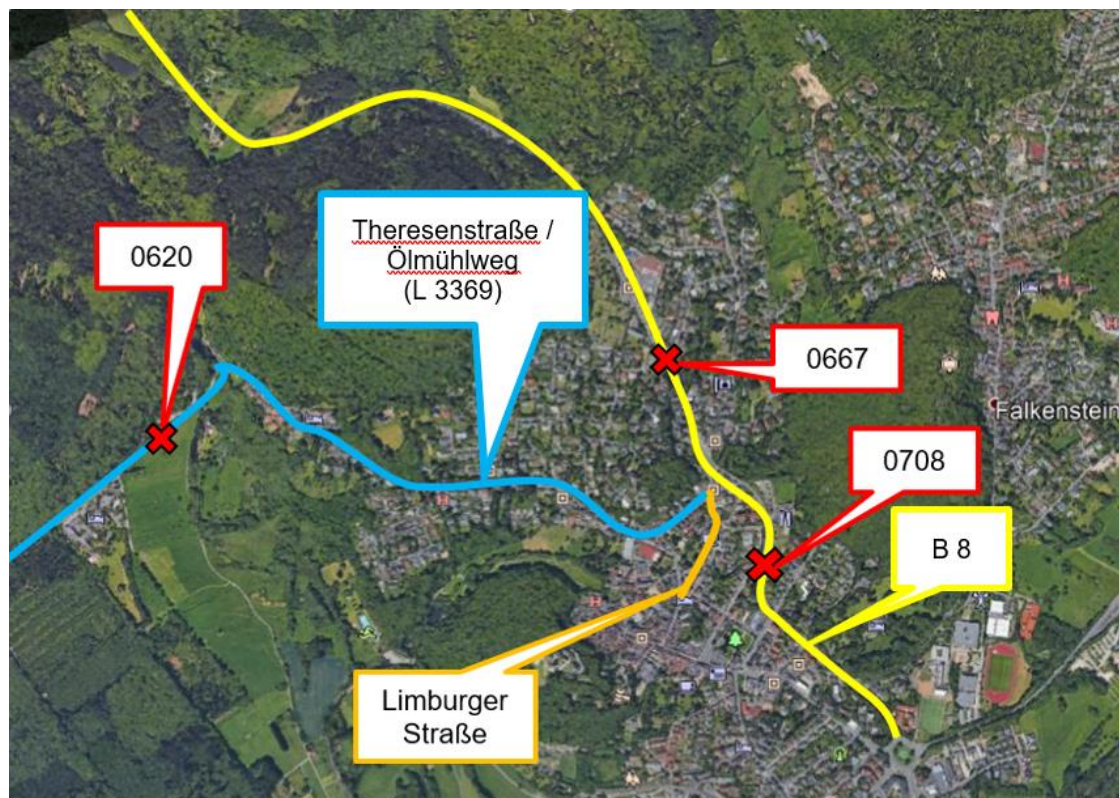 Theresenstraße /
Ölmühlweg
(L 3369)
0620
0667
Falkenstein
0708
B 8
Limburger
Straße